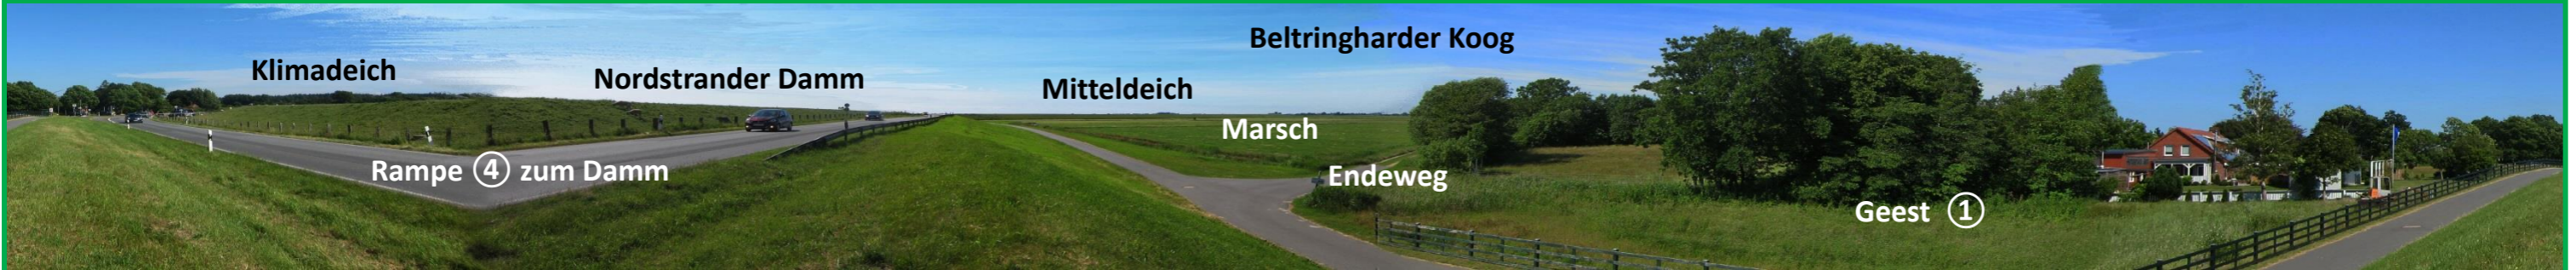 Klimadeich
Nordstrander Damm
Mitteldeich
Beltringharder Koog
Marsch
Rampe ④ zum Damm
Endeweg
Geest ①